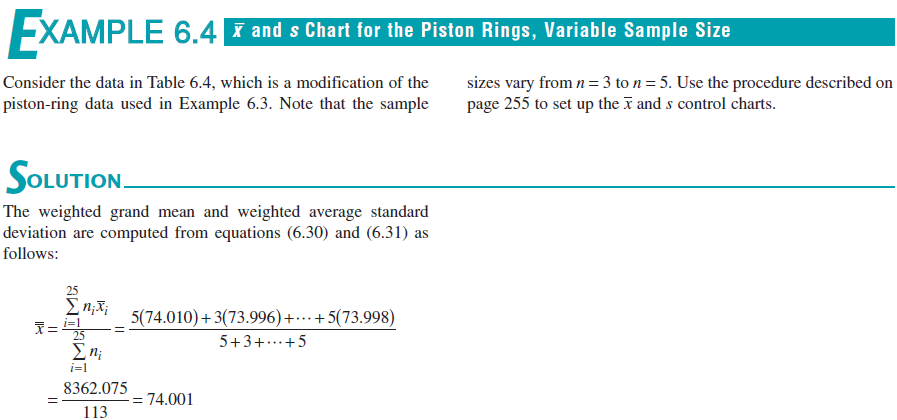 EXAMPLE 6.4 x̄ and s Chart for the Piston Rings, Variable Sample Size
Consider the data in Table 6.4, which is a modification of the
piston-ring data used in Example 6.3. Note that the sample
sizes vary from n = 3 to n = 5. Use the procedure described on
page 255 to set up the x̄ and s control charts.
SOLUTION
The weighted grand mean and weighted average standard
deviation are computed from equations (6.30) and (6.31) as
follows:
x̿ = (∑_{i=1}^{25} nᵢx̄ᵢ) / (∑_{i=1}^{25} nᵢ) = (5(74.010)+3(73.996)+⋯+5(73.998)) / (5+3+⋯+5)
= 8362.075 / 113 = 74.001